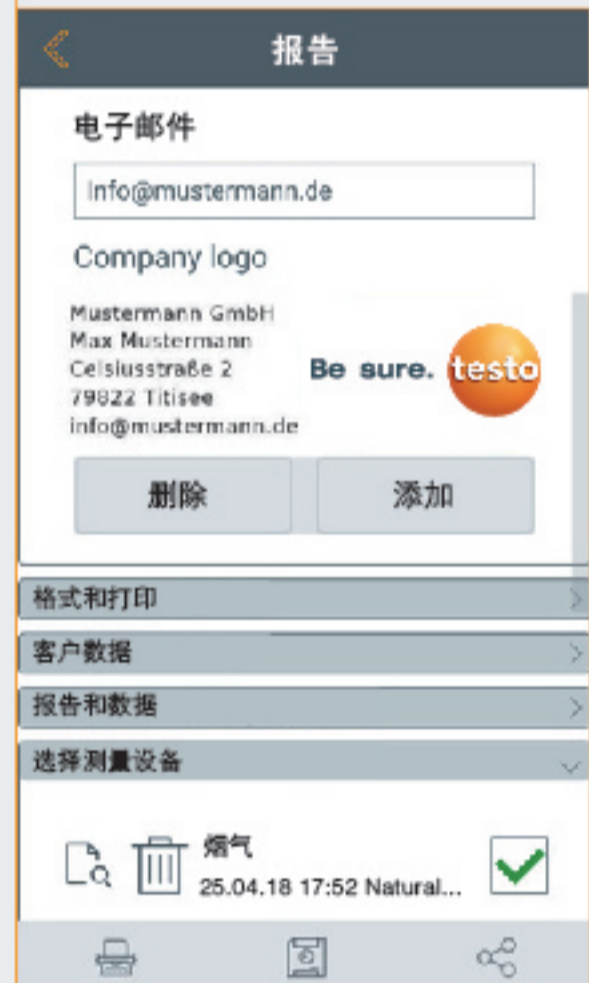 报告
电子邮件
info@mustermann.de
Company logo
Mustermann GmbH
Max Mustermann
Celsiusstraße 2
79822 Titisee
info@mustermann.de
Be sure. testo
删除 添加
格式和打印
客户数据
报告和数据
选择测量设备
烟气
25.04.18 17:52 Natural...